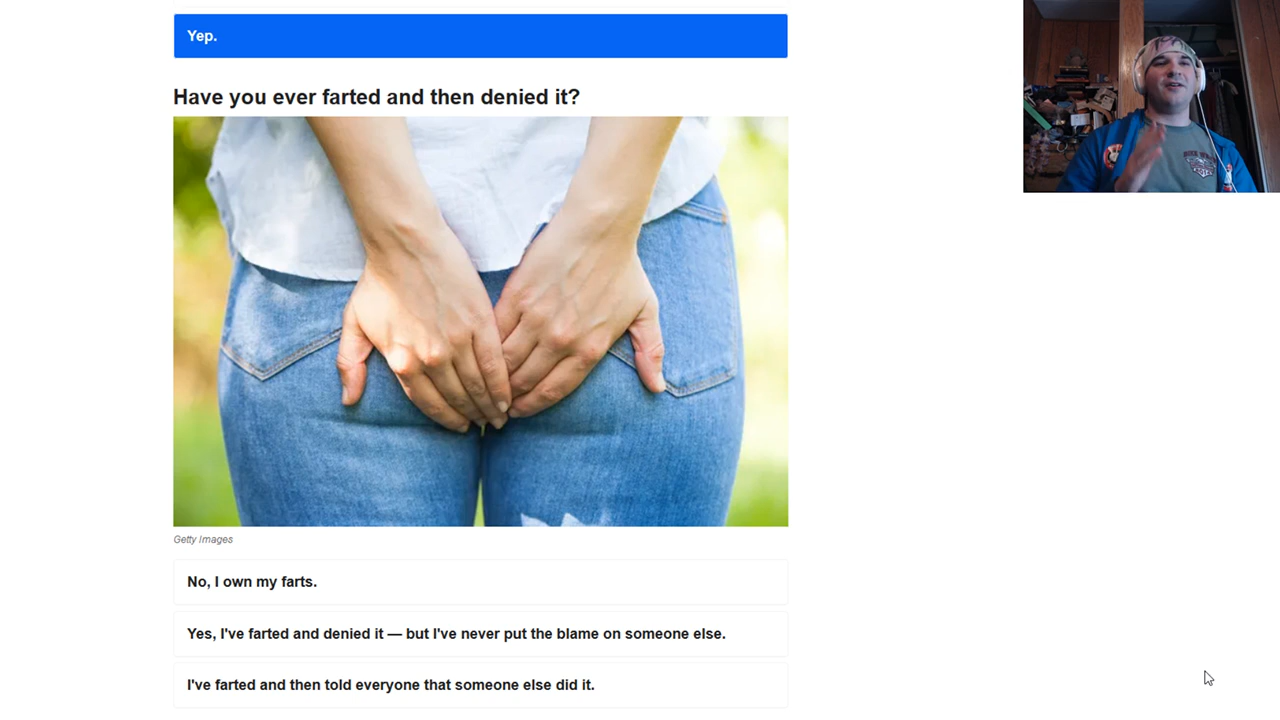 Yep.
Have you ever farted and then denied it?
Getty Images
No, I own my farts.
Yes, I've farted and denied it — but I've never put the blame on someone else.
I've farted and then told everyone that someone else did it.